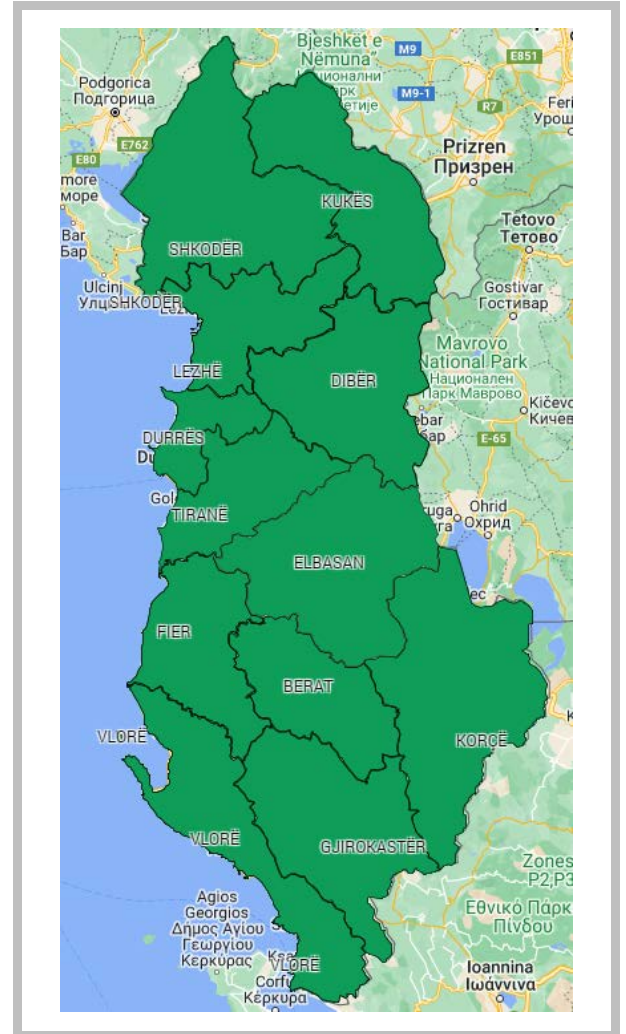 Bjeshkët e
Nëmuna
M9
E851
Podgorica
Подгорица
M9-1
R7
E762
E80
Prizren
Призрен
more
море
KUKËS
Tetovo
Тетово
Bar
Бар
SHKODËR
Ulcinj
SHKODËR
Gostivar
Гостивар
Mavrovo
National Park
Национален
Парк Маврово
LEZHË
DIBËR
Kičevo
Кичев
DURRËS
E-65
TIRANË
Ohrid
Охрид
ELBASAN
FIER
BERAT
VLORË
KORÇË
VLORË
GJIROKASTËR
Zones
P2,P3
Agios
Georgios
Δήμος Αγίου
Γεωργίου
Κερκύρας
Εθνικό Πάρκ
Πίνδου
VLORË
Corfu
Κέρκυρα
Ioannina
Ιωάννινα